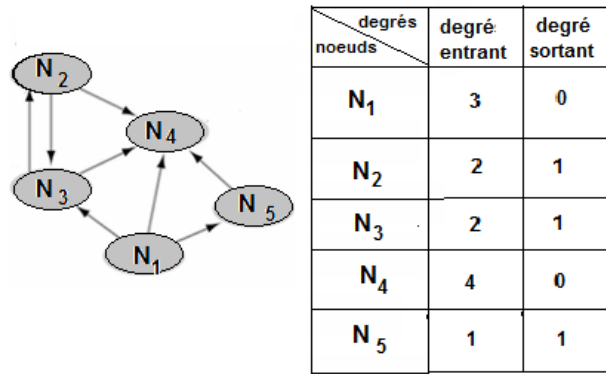 N2
N4
N3
N5
N1
degrés
noeuds
degré entrant
degré sortant
N1 3 0
N2 2 1
N3 2 1
N4 4 0
N5 1 1